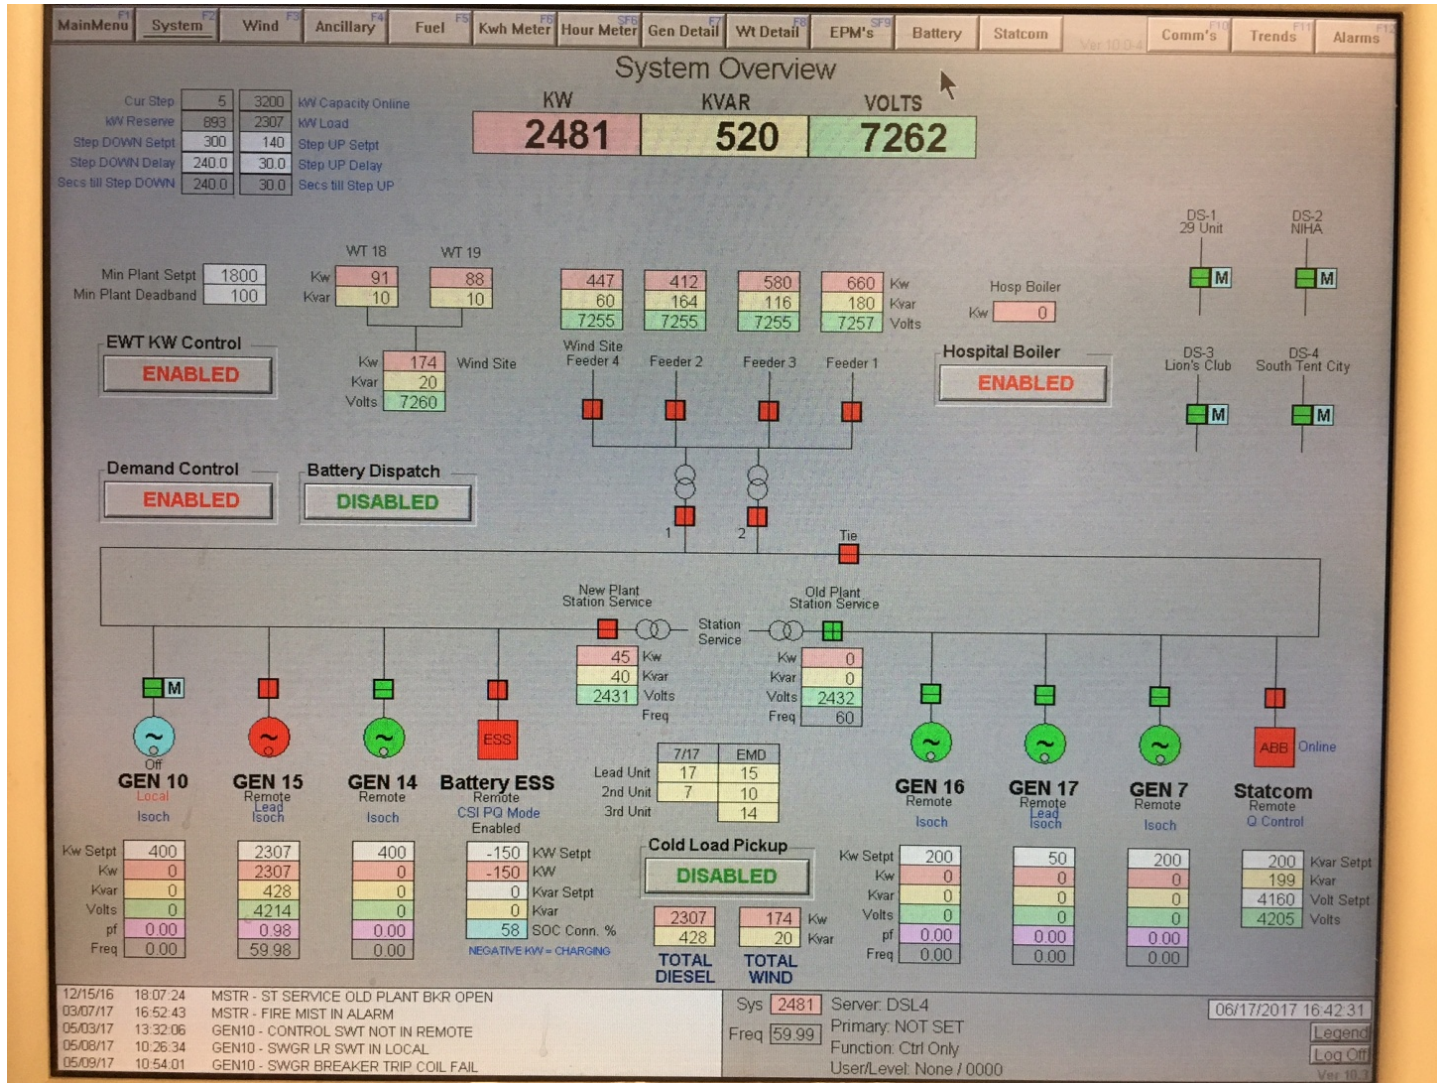 MainMenu F1 System F2 Wind F3 Ancillary F4 Fuel F5 Kwh Meter F6 Hour Meter SF6 Gen Detail F7 Wt Detail F8 EPM's SF9 Battery Statcom Ver 10.0-4 Comm's F10 Trends F11 Alarms F12
System Overview
KW KVAR VOLTS
2481 520 7262
Cur Step 5 3200 kW Capacity Online
kW Reserve 893 2307 kW Load
Step DOWN Setpt 300 140 Step UP Setpt
Step DOWN Delay 240.0 30.0 Step UP Delay
Secs till Step DOWN 240.0 30.0 Secs till Step UP
DS-1 DS-2
29 Unit NIHA
M M
WT 18 WT 19
Min Plant Setpt 1800 Kw 91 88 447 412 580 660 Kw
Min Plant Deadband 100 Kvar 10 10 60 164 116 180 Kvar
7255 7255 7255 7257 Volts
Hosp Boiler
Kw 0
EWT KW Control
ENABLED
Kw 174 Wind Site
Kvar 20
Volts 7260
Wind Site
Feeder 4 Feeder 2 Feeder 3 Feeder 1
Hospital Boiler
ENABLED
DS-3 DS-4
Lion's Club South Tent City
M M
Demand Control Battery Dispatch
ENABLED DISABLED
1 2 Tie
New Plant Old Plant
Station Service Station Service
Station
Service
45 Kw Kw 0
40 Kvar Kvar 0
2431 Volts Volts 2432
Freq Freq 60
M
ESS
ABB Online
7/17 EMD
Lead Unit 17 15
2nd Unit 7 10
3rd Unit 14
Off
GEN 10 GEN 15 GEN 14 Battery ESS GEN 16 GEN 17 GEN 7 Statcom
Local Remote Remote Remote Remote Remote Remote Remote
Lead CSI PQ Mode Lead Q Control
Isoch Isoch Isoch Enabled Isoch Isoch Isoch
Cold Load Pickup
DISABLED
Kw Setpt 400 2307 400 -150 KW Setpt Kw Setpt 200 50 200 200 Kvar Setpt
Kw 0 2307 0 -150 KW Kw 0 0 0 199 Kvar
Kvar 0 428 0 0 Kvar Setpt Kvar 0 0 0 4160 Volt Setpt
Volts 0 4214 0 0 Kvar Volts 0 0 0 4205 Volts
pf 0.00 0.98 0.00 58 SOC Conn. % pf 0.00 0.00 0.00
Freq 0.00 59.98 0.00 NEGATIVE KW = CHARGING Freq 0.00 0.00 0.00
2307 174 Kw
428 20 Kvar
TOTAL TOTAL
DIESEL WIND
12/15/16 18:07:24 MSTR - ST SERVICE OLD PLANT BKR OPEN
03/07/17 16:52:43 MSTR - FIRE MIST IN ALARM
05/03/17 13:32:06 GEN10 - CONTROL SWT NOT IN REMOTE
05/08/17 10:26:34 GEN10 - SWGR LR SWT IN LOCAL
05/09/17 10:54:01 GEN10 - SWGR BREAKER TRIP COIL FAIL
Sys 2481 Server: DSL4
Freq 59.99 Primary: NOT SET
Function: Ctrl Only
User/Level: None / 0000
06/17/2017 16:42:31
Legend
Log Off
Ver 10.3